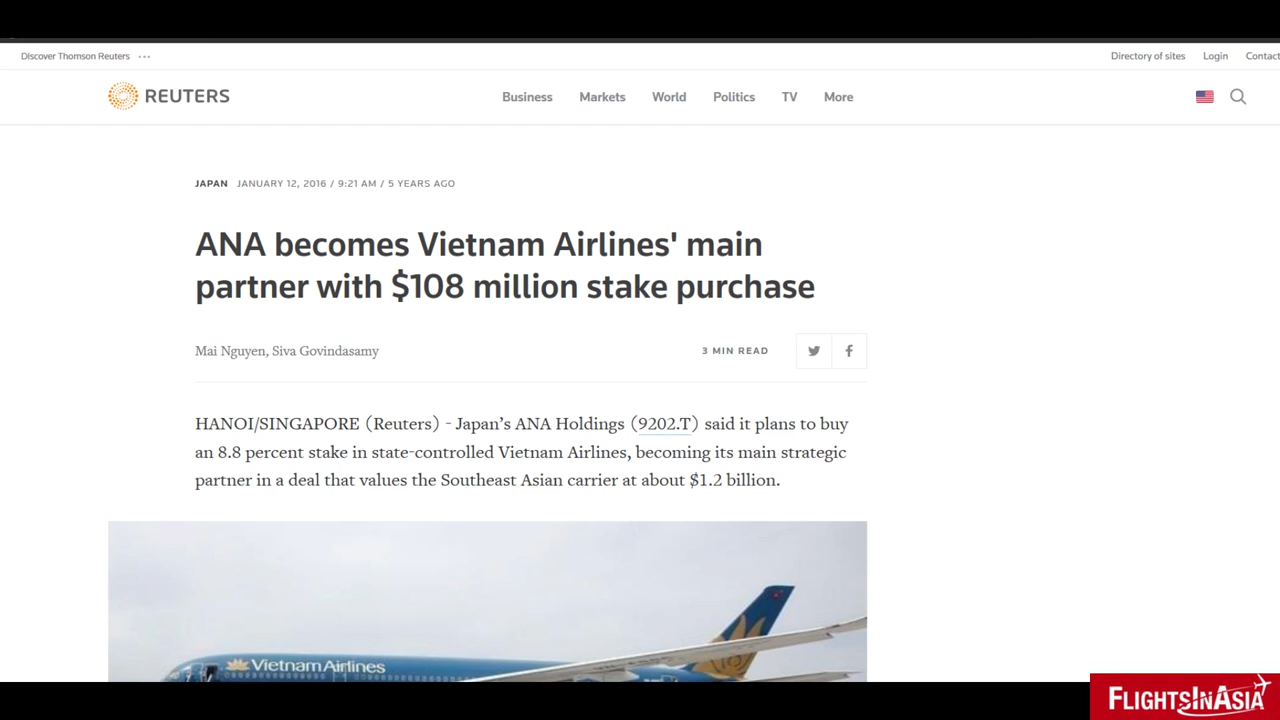 Discover Thomson Reuters ...
Directory of sites Login Contact
REUTERS
Business Markets World Politics TV More
JAPAN JANUARY 12, 2016 / 9:21 AM / 5 YEARS AGO
ANA becomes Vietnam Airlines' main
partner with $108 million stake purchase
Mai Nguyen, Siva Govindasamy
3 MIN READ
HANOI/SINGAPORE (Reuters) - Japan’s ANA Holdings (9202.T) said it plans to buy
an 8.8 percent stake in state-controlled Vietnam Airlines, becoming its main strategic
partner in a deal that values the Southeast Asian carrier at about $1.2 billion.
Vietnam Airlines
FLIGHTSINASIA